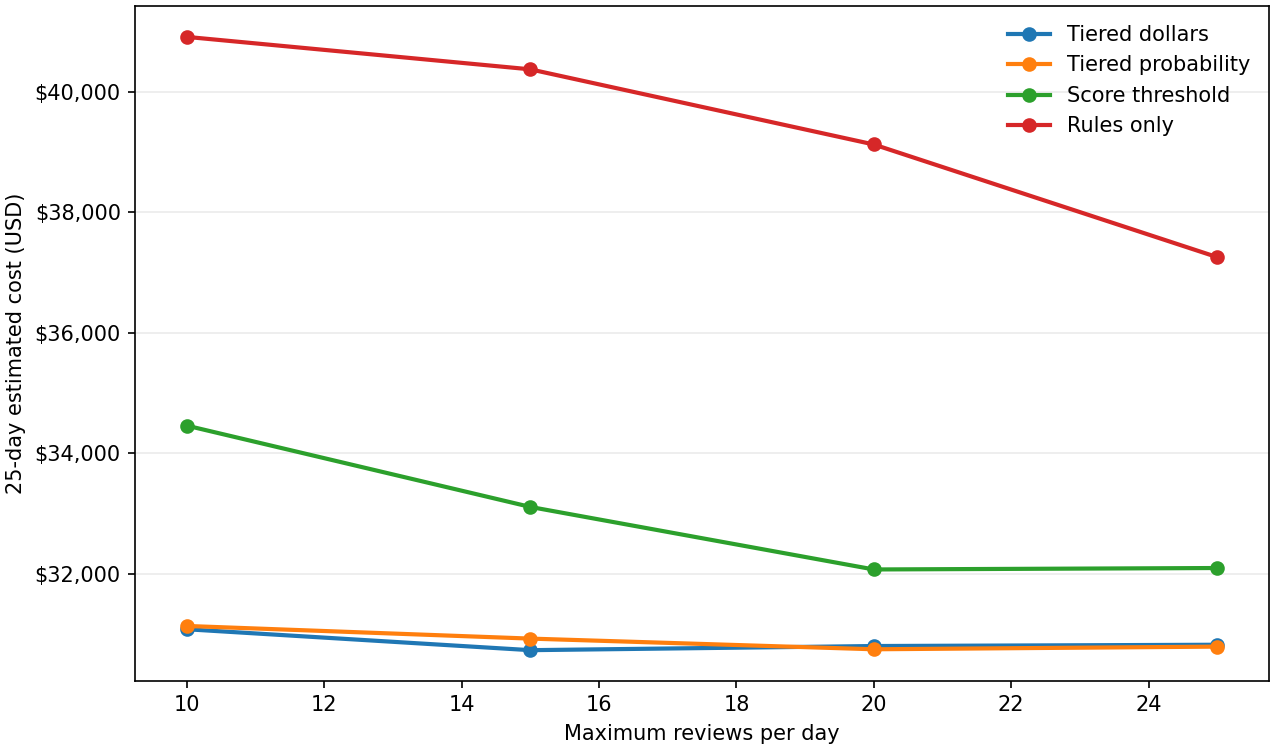 Tiered dollars
Tiered probability
Score threshold
Rules only
$40,000
$38,000
$36,000
$34,000
$32,000
25-day estimated cost (USD)
10 12 14 16 18 20 22 24
Maximum reviews per day